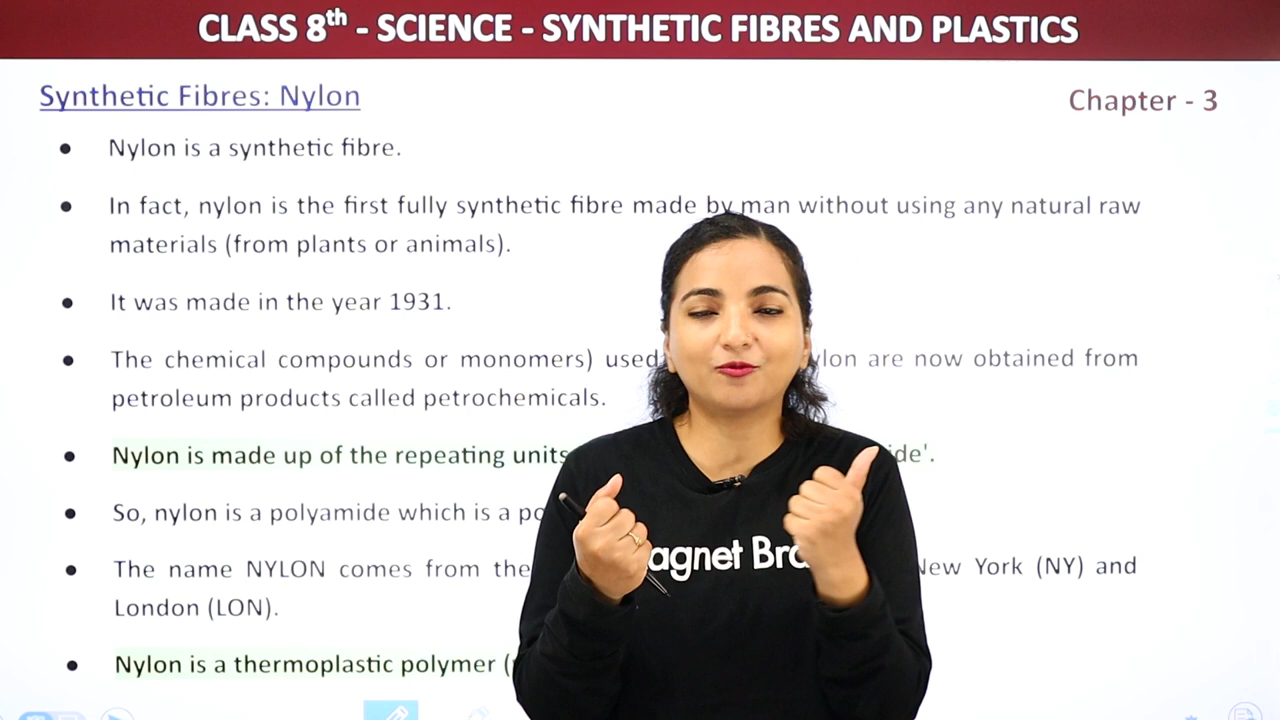 CLASS 8th - SCIENCE - SYNTHETIC FIBRES AND PLASTICS
Synthetic Fibres: Nylon
Chapter - 3
● Nylon is a synthetic fibre.
● In fact, nylon is the first fully synthetic fibre made by man without using any natural raw
materials (from plants or animals).
● It was made in the year 1931.
● The chemical compounds or monomers) used ylon are now obtained from
petroleum products called petrochemicals.
● Nylon is made up of the repeating units ide'.
● So, nylon is a polyamide which is a po
● The name NYLON comes from the New York (NY) and
London (LON).
● Nylon is a thermoplastic polymer (
agnet Bra